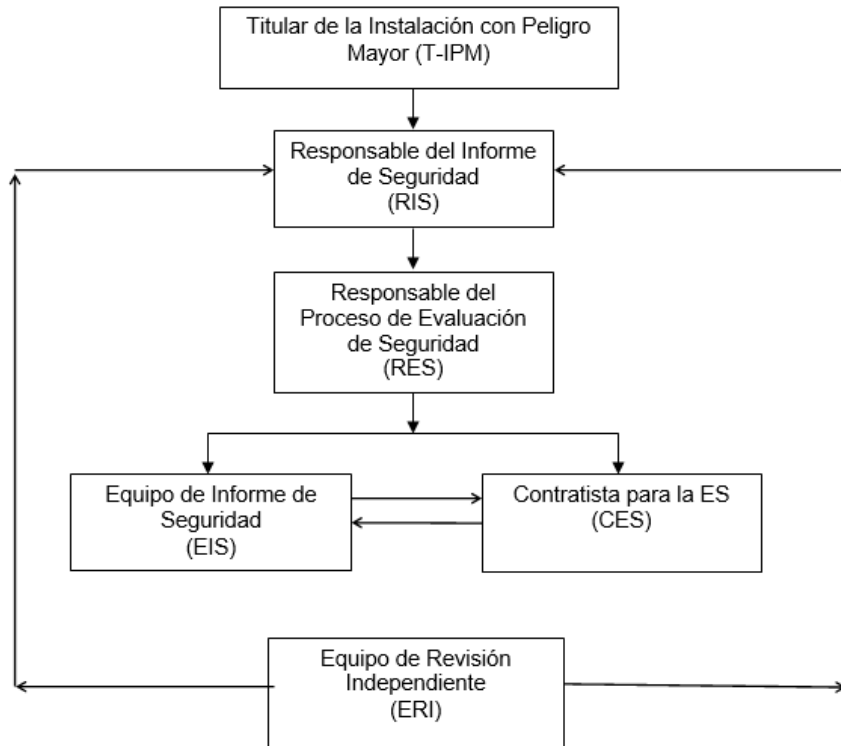 Titular de la Instalación con Peligro
Mayor (T-IPM)
Responsable del Informe
de Seguridad
(RIS)
Responsable del
Proceso de Evaluación
de Seguridad
(RES)
Equipo de Informe de
Seguridad
(EIS)
Contratista para la ES
(CES)
Equipo de Revisión
Independiente
(ERI)